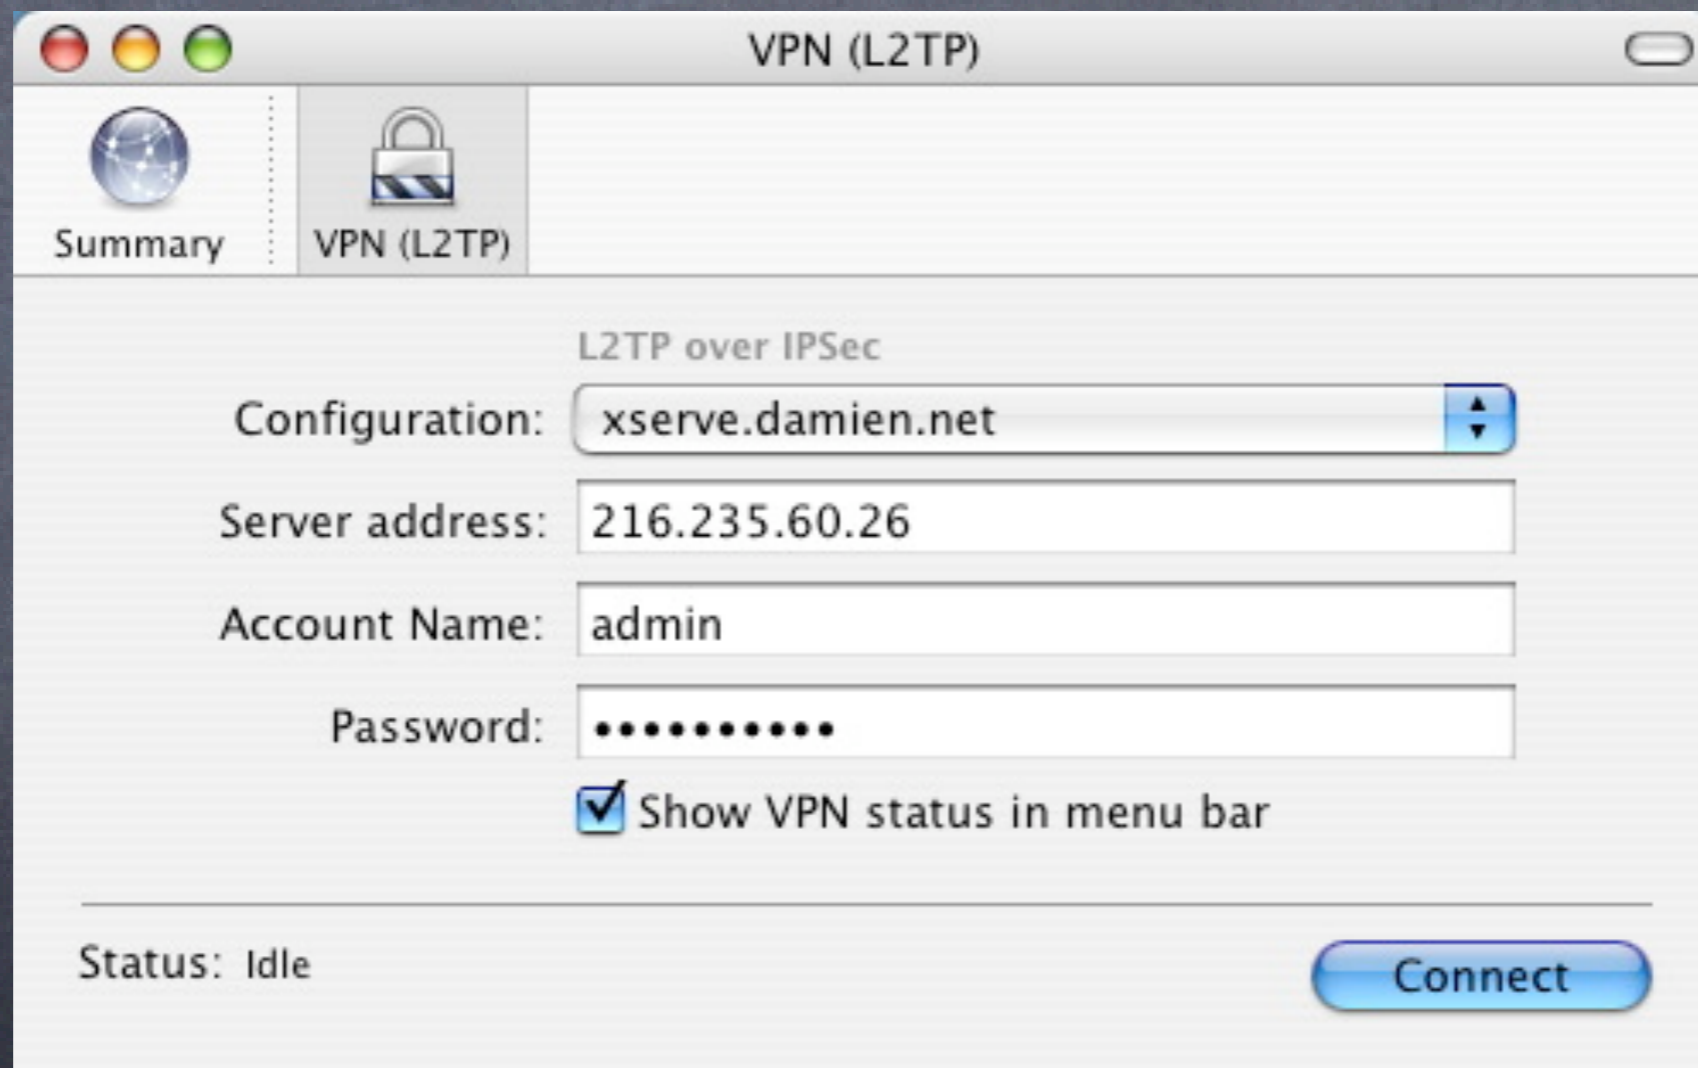 VPN (L2TP)
Summary
VPN (L2TP)
L2TP over IPSec
Configuration: xserve.damien.net
Server address: 216.235.60.26
Account Name: admin
Password: ••••••••••
Show VPN status in menu bar
Status: Idle
Connect